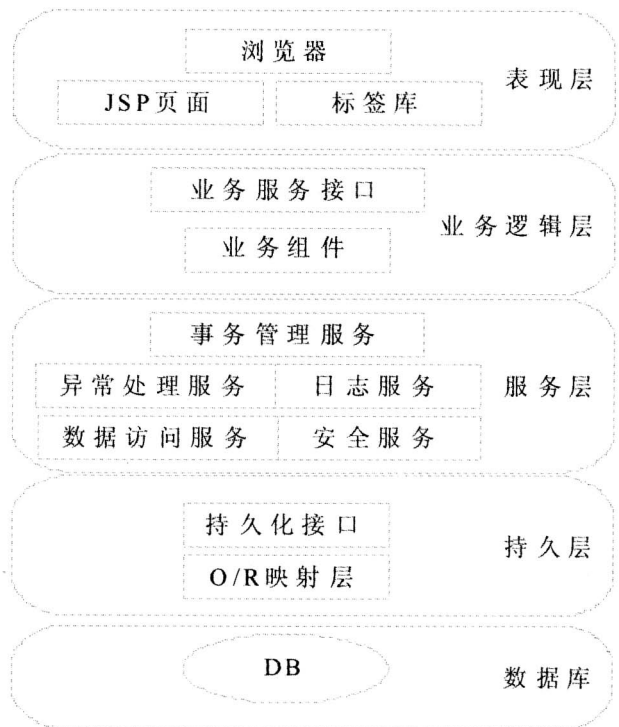 浏览器
JSP页面 标签库
表现层
业务服务接口
业务组件
业务逻辑层
事务管理服务
异常处理服务 日志服务
数据访问服务 安全服务
服务层
持久化接口
O/R映射层
持久层
DB
数据库